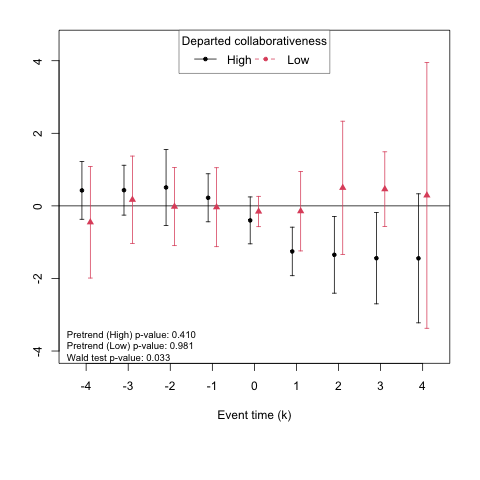 Departed collaborativeness
High Low
4
2
0
-2
-4
Pretrend (High) p-value: 0.410
Pretrend (Low) p-value: 0.981
Wald test p-value: 0.033
-4 -3 -2 -1 0 1 2 3 4
Event time (k)